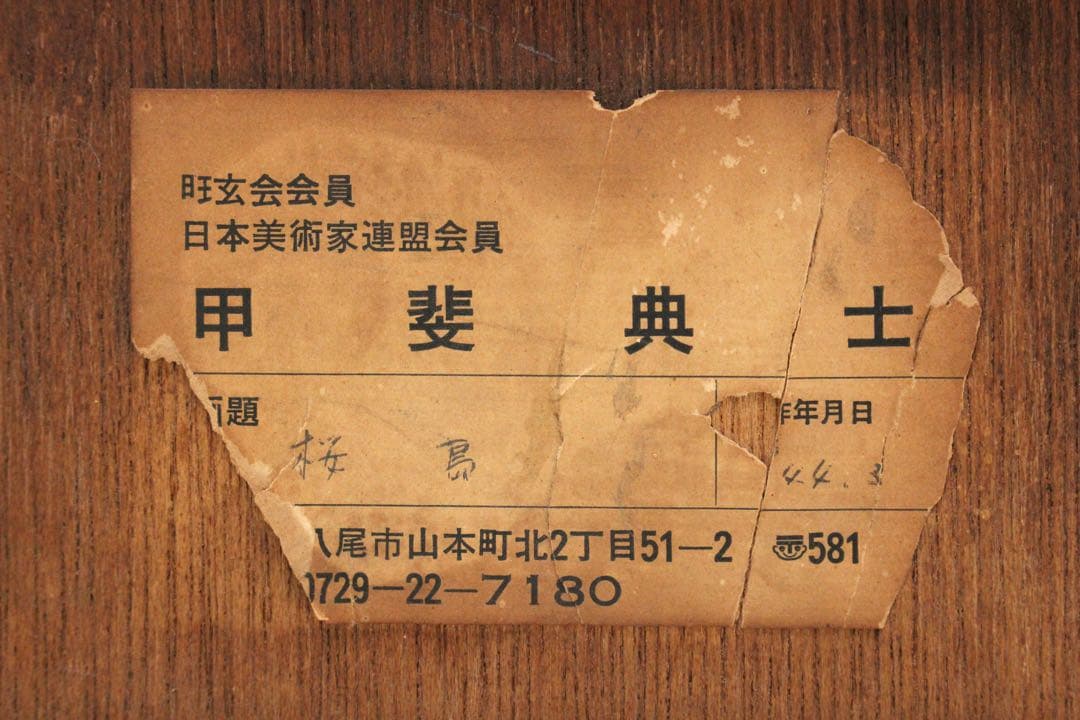 旺玄会会員
日本美術家連盟会員
甲斐典士
題
桜島
年月日
44.3
八尾市山本町北2丁目51-2 〠581
0729-22-7180